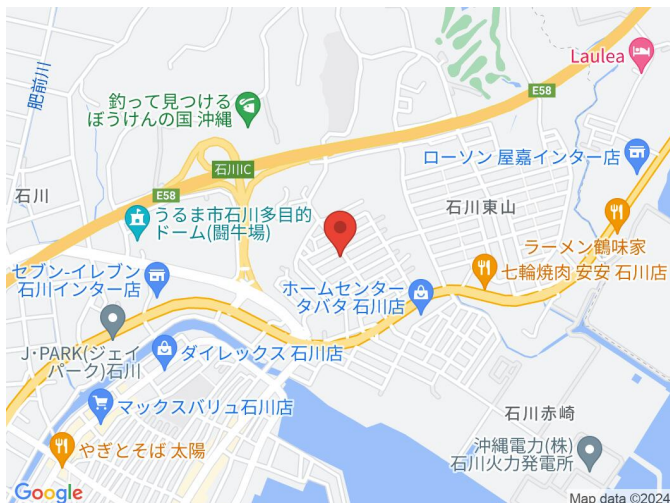 Laulea
E58
肥前川
釣って見つける
ぼうけんの国 沖縄
ローソン 屋嘉インター店
石川IC
E58
石川
石川東山
うるま市石川多目的
ドーム(闘牛場)
ラーメン鶴味家
七輪焼肉 安安 石川店
セブン-イレブン
石川インター店
ホームセンター
タバタ 石川店
J･PARK(ジェイ
パーク)石川
ダイレックス 石川店
マックスバリュ石川店
石川赤崎
やぎとそば 太陽
沖縄電力(株)
石川火力発電所
Google
Map data ©2024